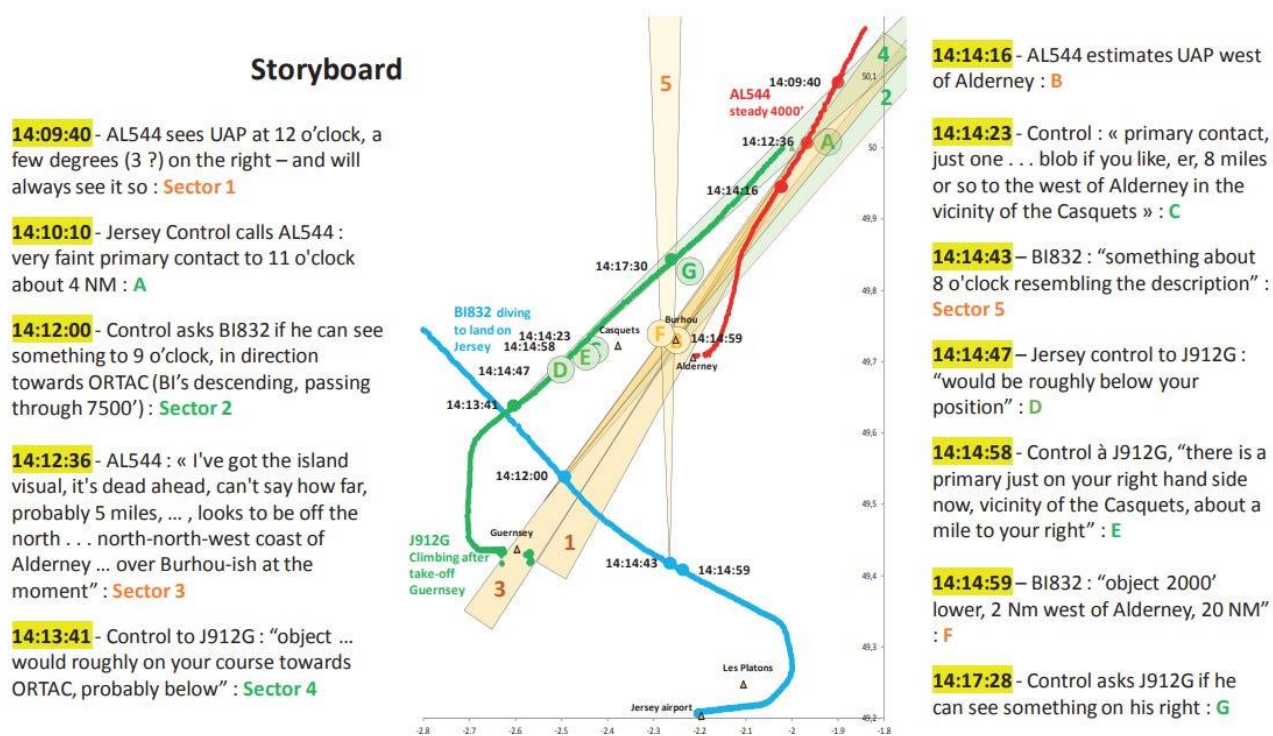 Storyboard
14:09:40 - AL544 sees UAP at 12 o'clock, a
few degrees (3 ?) on the right – and will
always see it so : Sector 1
14:10:10 - Jersey Control calls AL544 :
very faint primary contact to 11 o'clock
about 4 NM : A
14:12:00 - Control asks BI832 if he can see
something to 9 o'clock, in direction
towards ORTAC (BI's descending, passing
through 7500') : Sector 2
14:12:36 - AL544 : « I've got the island
visual, it's dead ahead, can't say how far,
probably 5 miles, ... , looks to be off the
north . . . north-north-west coast of
Alderney ... over Burhou-ish at the
moment" : Sector 3
14:13:41 - Control to J912G : "object ...
would roughly on your course towards
ORTAC, probably below" : Sector 4
5
4
2
14:09:40
50,1
AL544
steady 4000'
14:12:36
A
50
14:14:16
49,9
14:17:30
G
49,8
BI832 diving
to land on
Jersey
Casquets
Burhou
F
B
14:14:59
14:14:23
14:14:58
E
D
Alderney
49,7
14:14:47
14:13:41
49,6
14:12:00
49,5
Guernsey
1
3
J912G
Climbing after
take-off
Guernsey
14:14:43
14:14:59
49,4
49,3
Les Platons
Jersey airport
49,2
-2.8
-2.7
-2.6
-2.5
-2.4
-2.3
-2.2
-2.1
-2
-1.9
-1.8
14:14:16 - AL544 estimates UAP west
of Alderney : B
14:14:23 - Control : « primary contact,
just one . . . blob if you like, er, 8 miles
or so to the west of Alderney in the
vicinity of the Casquets » : C
14:14:43 – BI832: "something about
8 o'clock resembling the description" :
Sector 5
14:14:47 – Jersey control to J912G :
"would be roughly below your
position" : D
14:14:58 - Control à J912G, "there is a
primary just on your right hand side
now, vicinity of the Casquets, about a
mile to your right" : E
14:14:59 – BI832 : "object 2000'
lower, 2 Nm west of Alderney, 20 NM"
: F
14:17:28 - Control asks J912G if he
can see something on his right : G